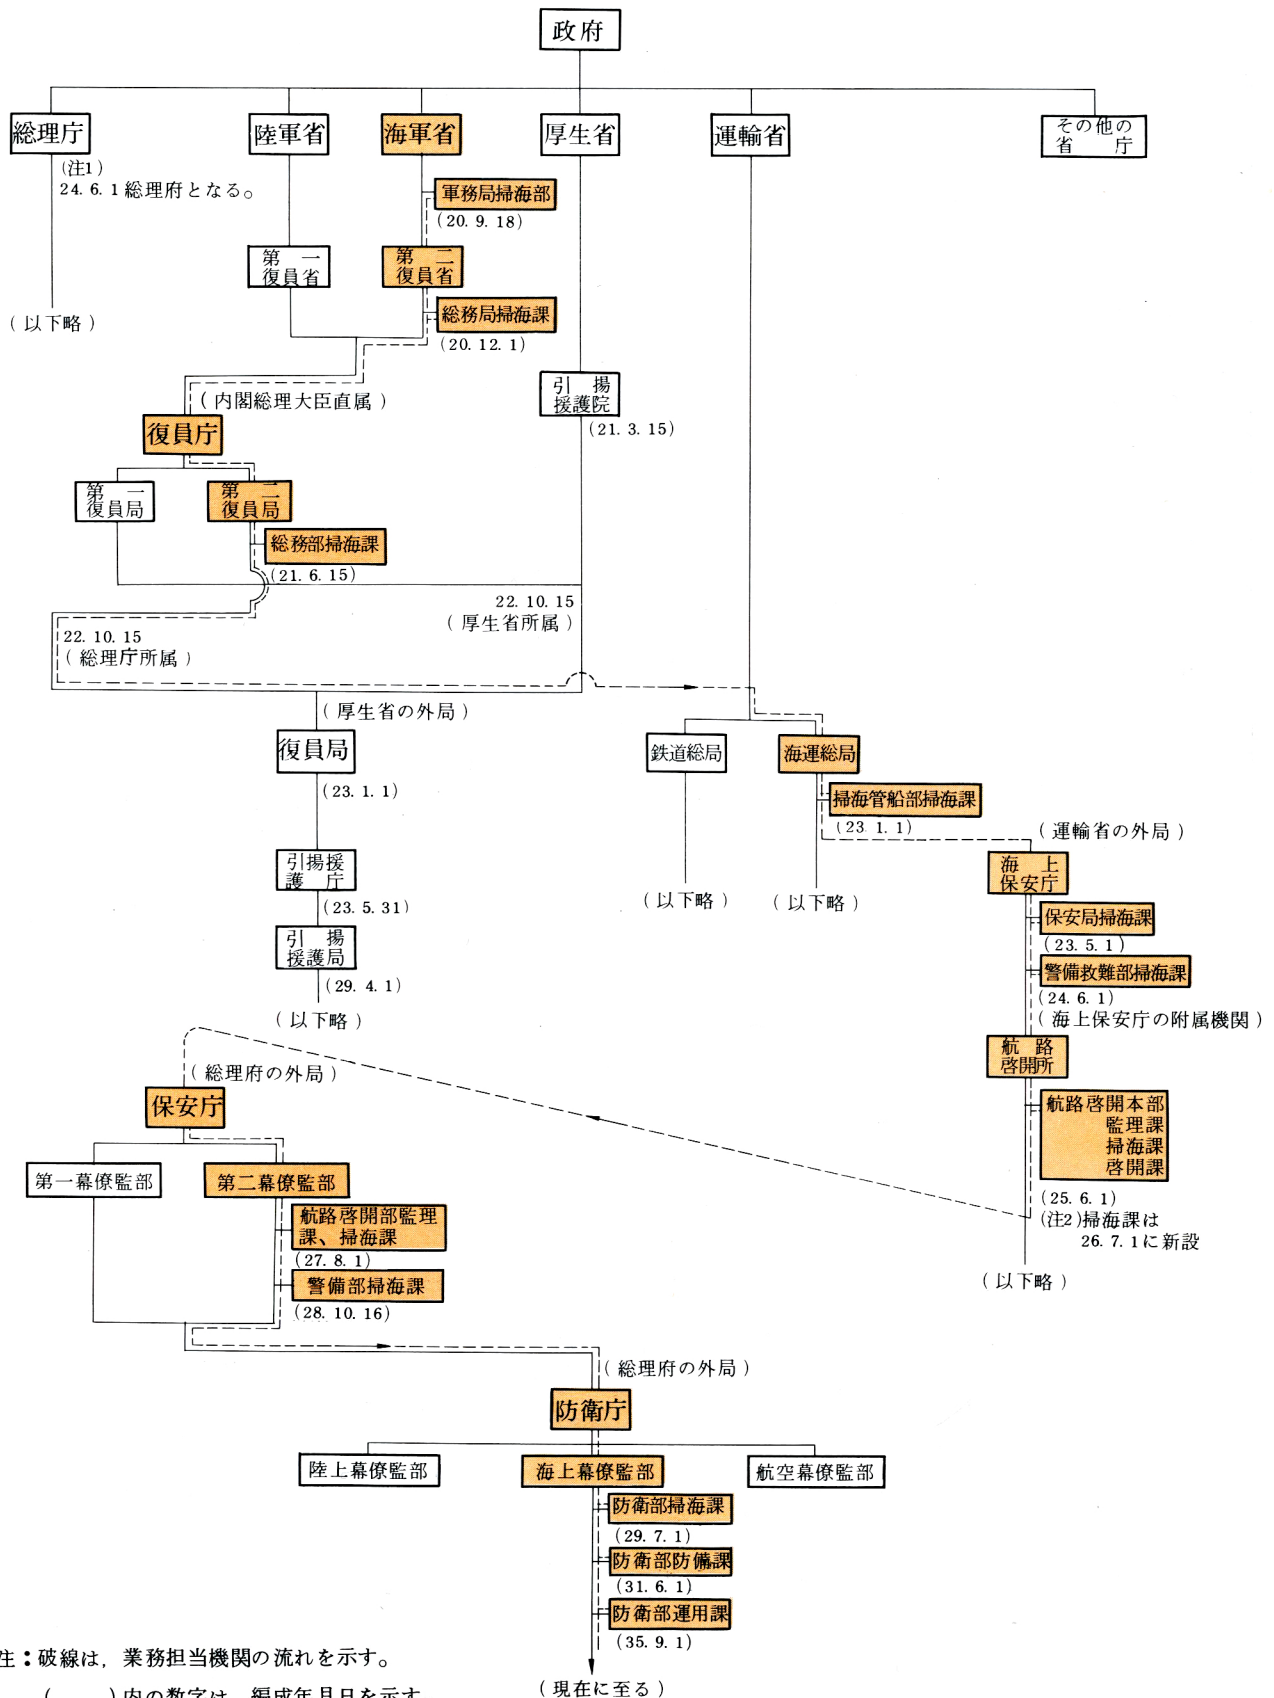 政府
総理庁
陸軍省
海軍省
厚生省
運輸省
その他の
省　庁
(注1)
24.6.1総理府となる。
軍務局掃海部
(20.9.18)
第一
復員省
第二
復員省
総務局掃海課
(20.12.1)
(以下略)
(内閣総理大臣直属)
引揚
援護院
(21.3.15)
復員庁
第一
復員局
第二
復員局
総務部掃海課
(21.6.15)
22.10.15
(厚生省所属)
22.10.15
(総理庁所属)
(厚生省の外局)
復員局
(23.1.1)
鉄道総局
海運総局
掃海管船部掃海課
(23.1.1)
(運輸省の外局)
引揚援
護庁
(23.5.31)
引揚
援護局
(29.4.1)
(以下略)
(以下略)
(以下略)
海上
保安庁
保安局掃海課
(23.5.1)
警備救難部掃海課
(24.6.1)
(海上保安庁の附属機関)
航路
啓開所
航路啓開本部
監理課
掃海課
啓開課
(25.6.1)
(注2)掃海課は
26.7.1に新設
(以下略)
(総理府の外局)
保安庁
第一幕僚監部
第二幕僚監部
航路啓開部監理
課、掃海課
(27.8.1)
警備部掃海課
(28.10.16)
(総理府の外局)
防衛庁
陸上幕僚監部
海上幕僚監部
航空幕僚監部
防衛部掃海課
(29.7.1)
防衛部防備課
(31.6.1)
防衛部運用課
(35.9.1)
(現在に至る)
注：破線は，業務担当機関の流れを示す。
(　　)内の数字は，編成年月日を示す。